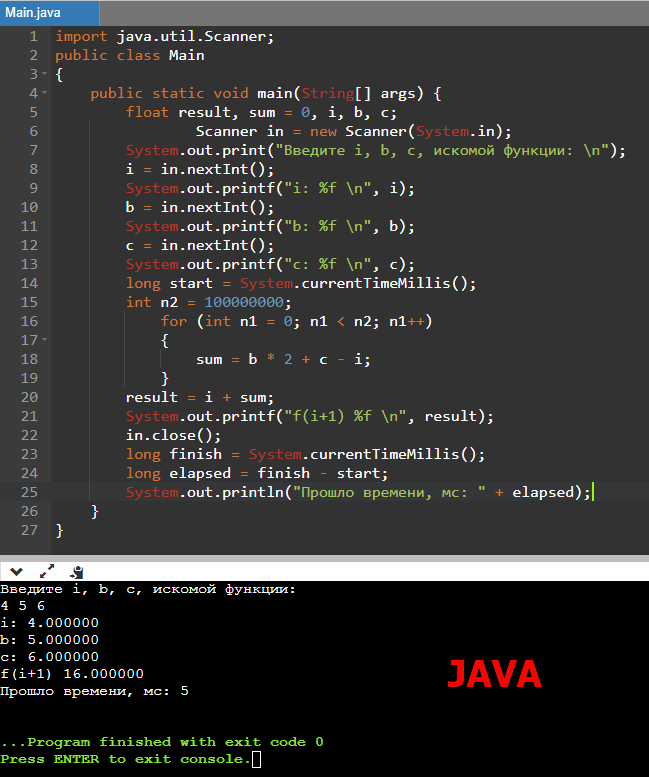 Main.java
1 import java.util.Scanner;
2 public class Main
3 {
4 public static void main(String[] args) {
5 float result, sum = 0, i, b, c;
6 Scanner in = new Scanner(System.in);
7 System.out.print("Введите i, b, c, искомой функции: \n");
8 i = in.nextInt();
9 System.out.printf("i: %f \n", i);
10 b = in.nextInt();
11 System.out.printf("b: %f \n", b);
12 c = in.nextInt();
13 System.out.printf("c: %f \n", c);
14 long start = System.currentTimeMillis();
15 int n2 = 100000000;
16 for (int n1 = 0; n1 < n2; n1++)
17 {
18 sum = b * 2 + c - i;
19 }
20 result = i + sum;
21 System.out.printf("f(i+1) %f \n", result);
22 in.close();
23 long finish = System.currentTimeMillis();
24 long elapsed = finish - start;
25 System.out.println("Прошло времени, мс: " + elapsed);
26 }
27 }
Введите i, b, c, искомой функции:
4 5 6
i: 4.000000
b: 5.000000
c: 6.000000
f(i+1) 16.000000
Прошло времени, мс: 5
JAVA
...Program finished with exit code 0
Press ENTER to exit console.